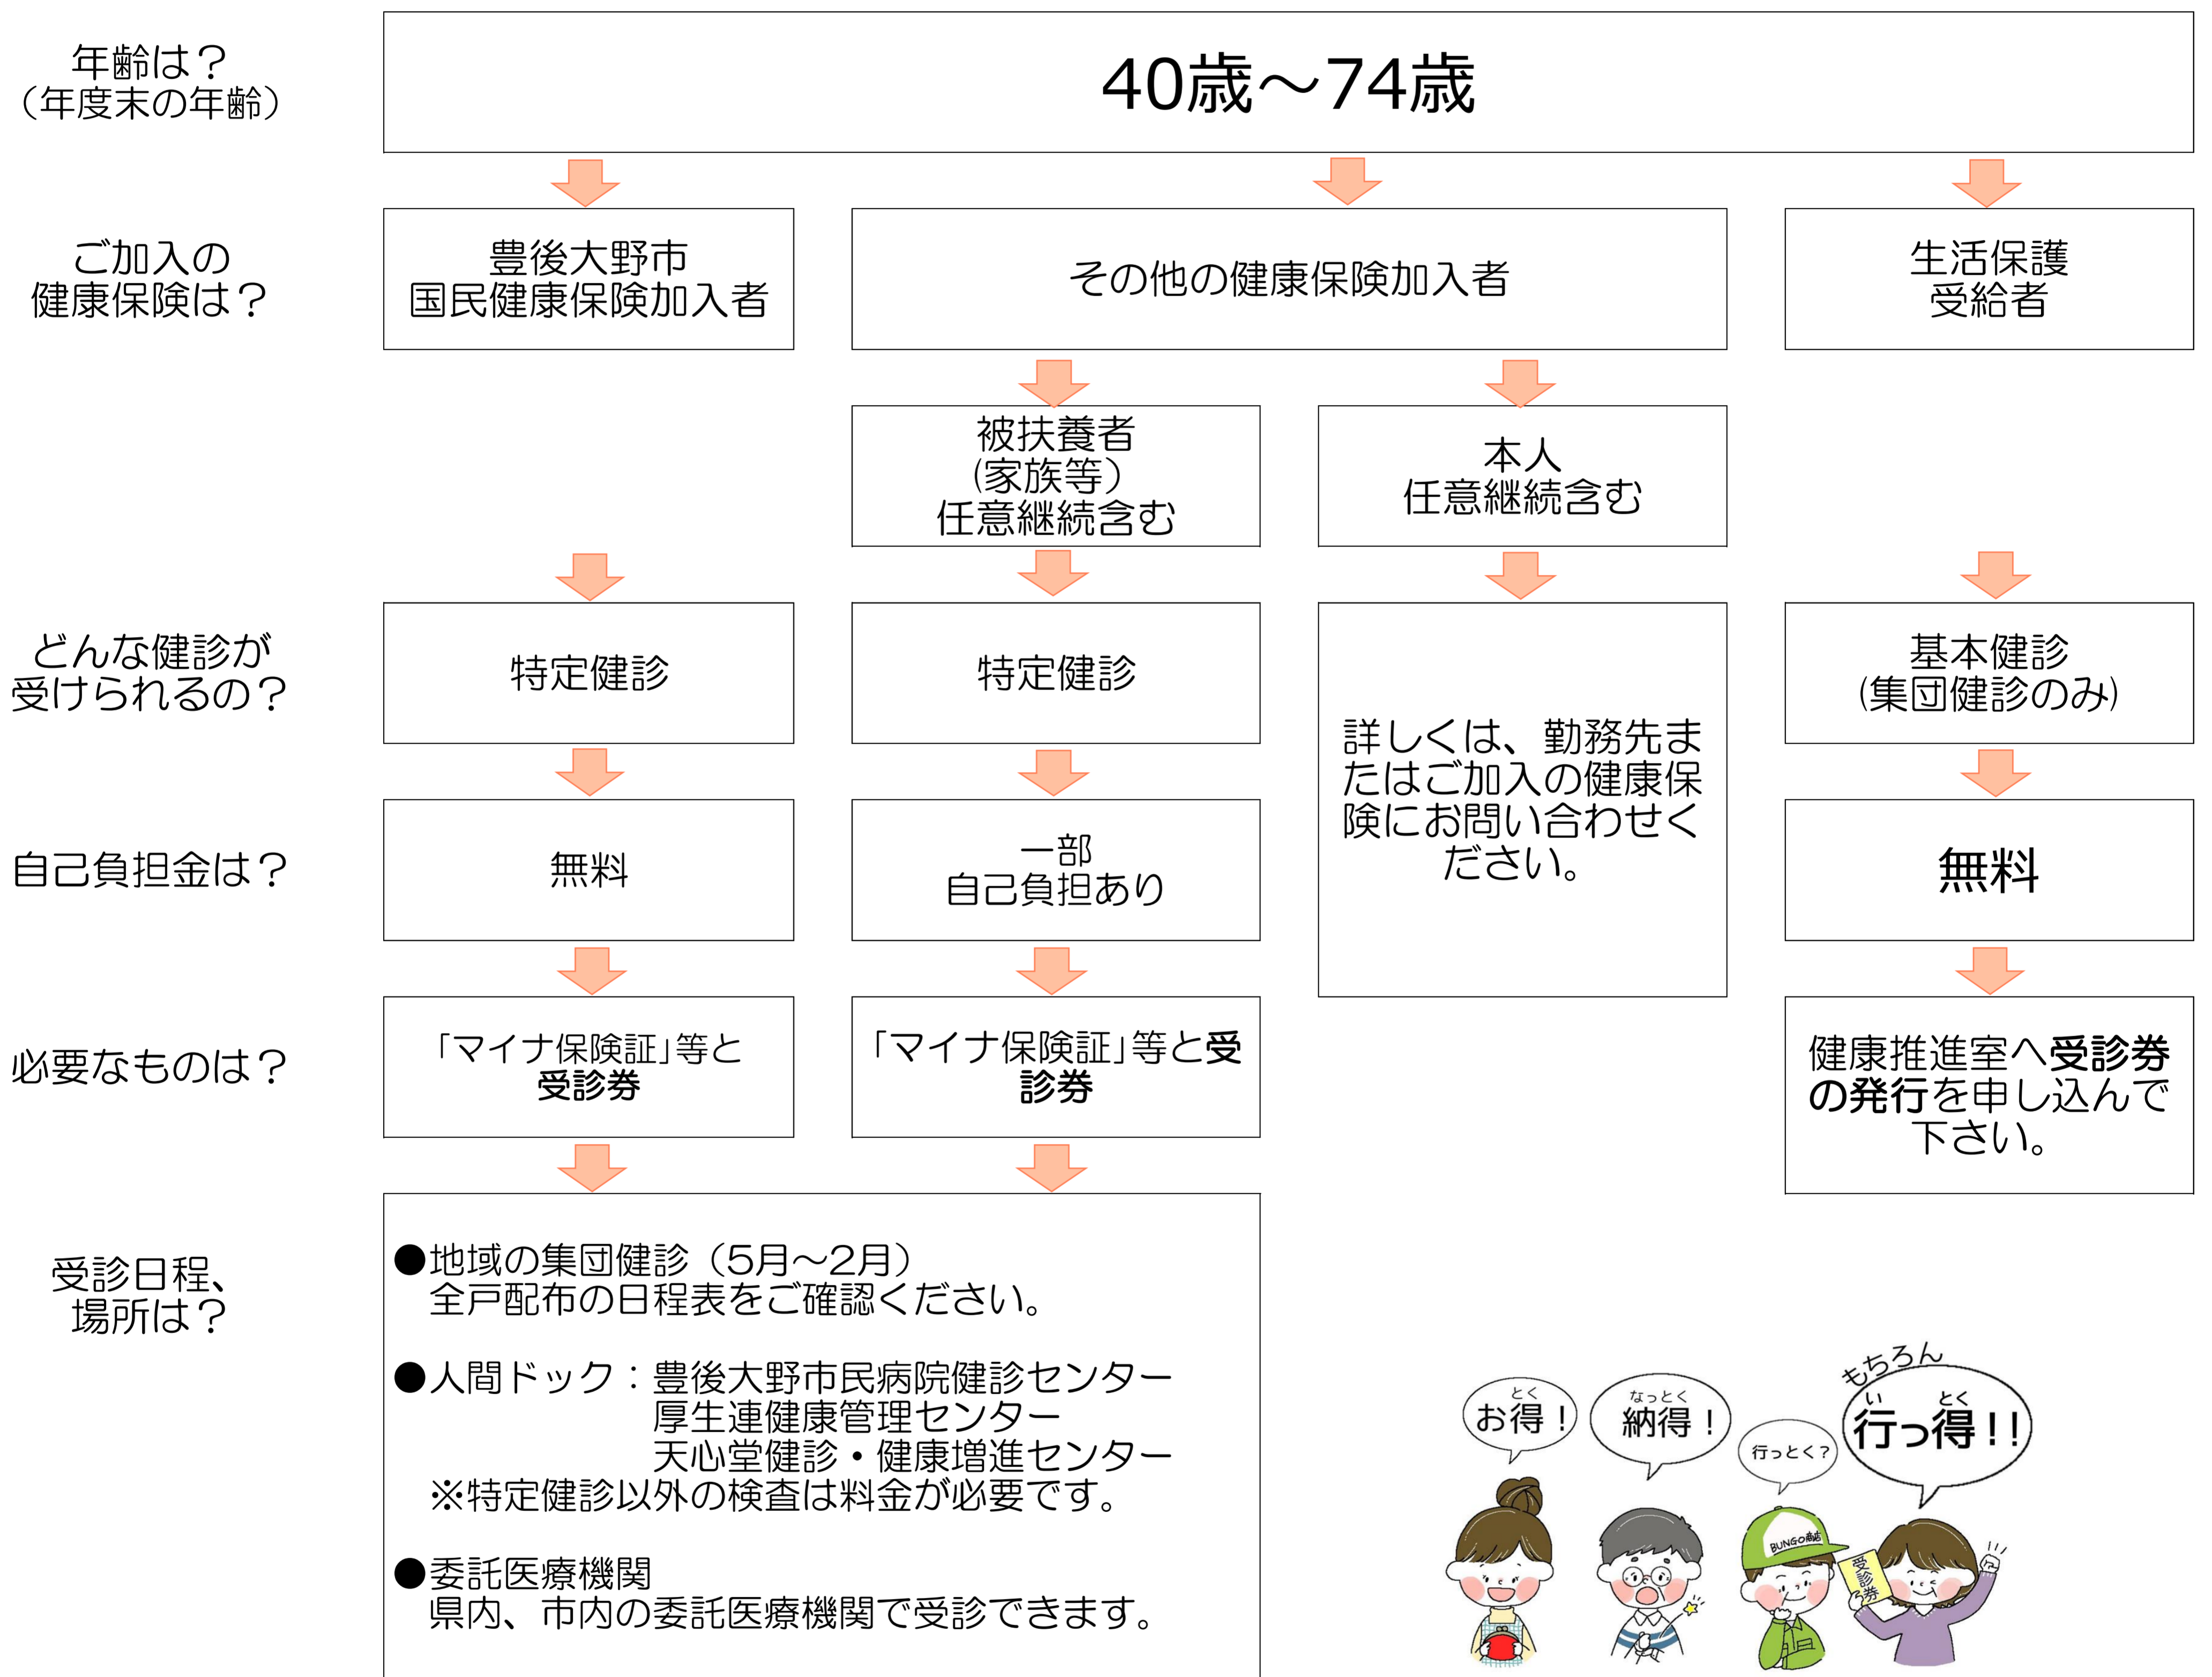 年齢は？
（年度末の年齢）
40歳～74歳
ご加入の
健康保険は？
豊後大野市
国民健康保険加入者
その他の健康保険加入者
生活保護
受給者
被扶養者
(家族等）
任意継続含む
本人
任意継続含む
どんな健診が
受けられるの？
特定健診
特定健診
詳しくは、勤務先ま
たはご加入の健康保
険にお問い合わせく
ださい。
基本健診
(集団健診のみ)
自己負担金は？
無料
一部
自己負担あり
無料
必要なものは？
「マイナ保険証」等と
受診券
「マイナ保険証」等と受
診券
健康推進室へ受診券
の発行を申し込んで
下さい。
受診日程、
場所は？
●地域の集団健診（5月～2月）
全戸配布の日程表をご確認ください。
●人間ドック：豊後大野市民病院健診センター
厚生連健康管理センター
天心堂健診・健康増進センター
※特定健診以外の検査は料金が必要です。
●委託医療機関
県内、市内の委託医療機関で受診できます。
とく
お得！
なっとく
納得！
行っとく？
もちろん
い とく
行っ得！！
BUNGO商店
受診券